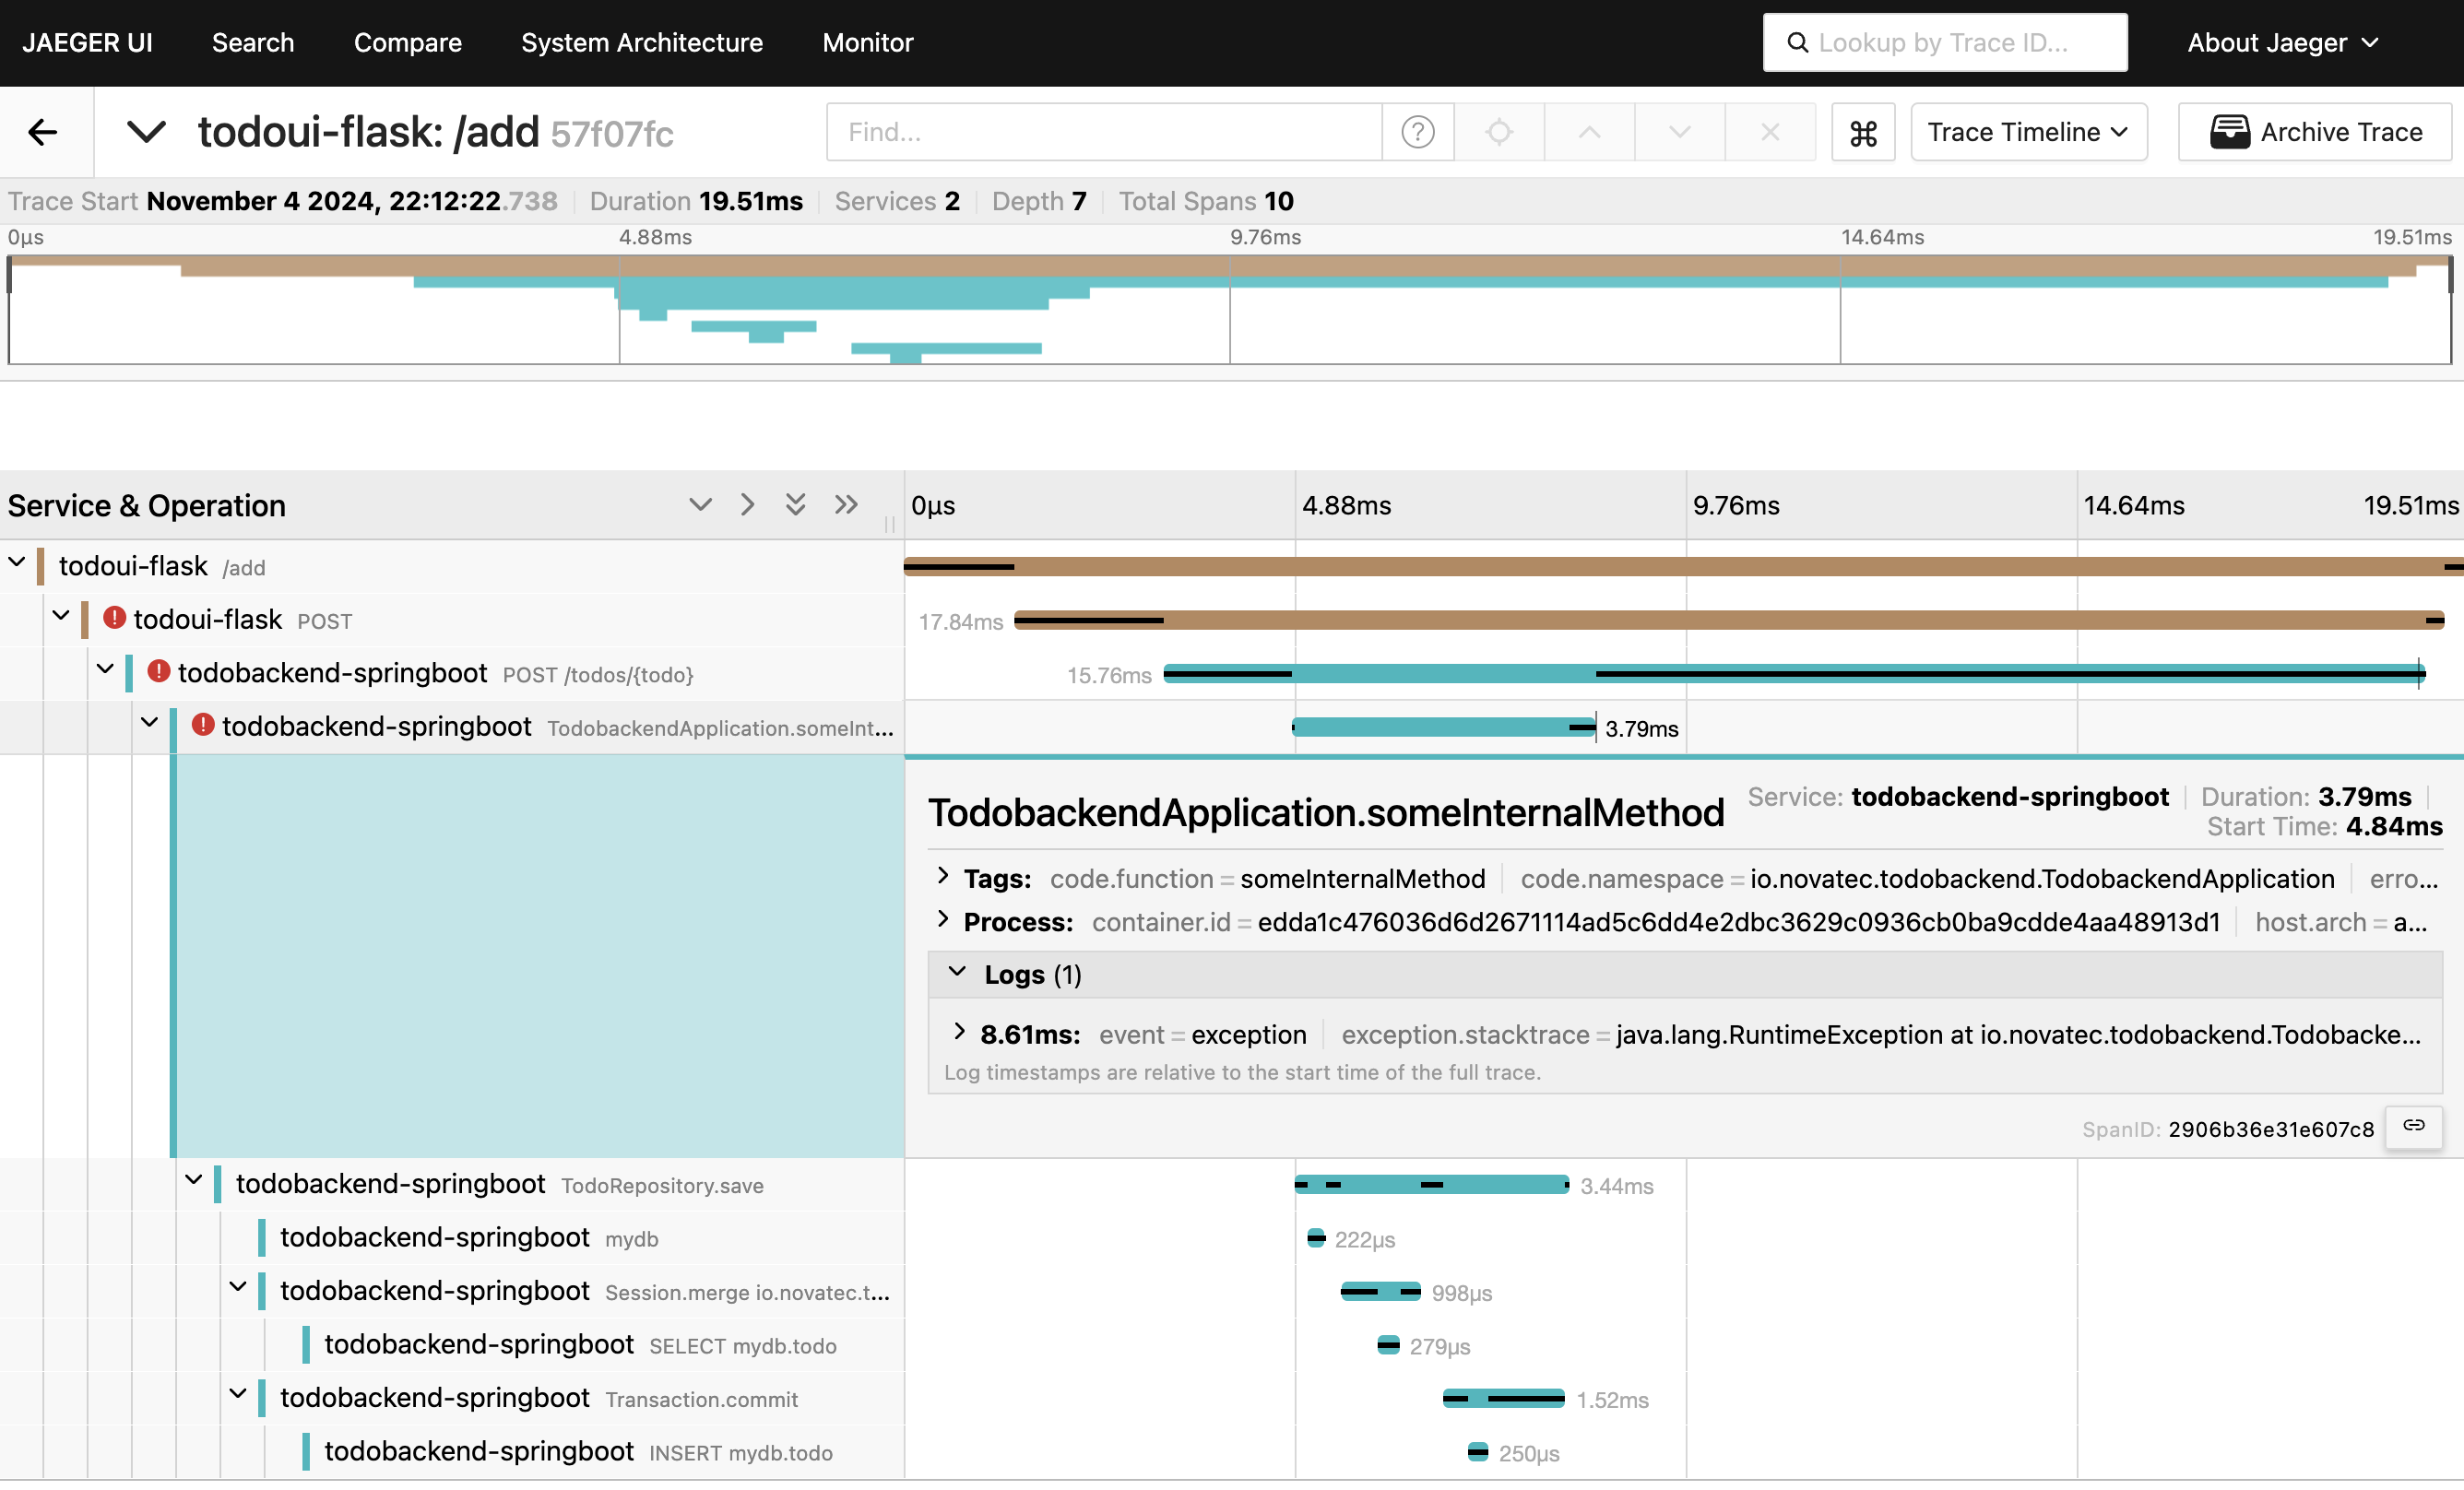 JAEGER UI Search Compare System Architecture Monitor Lookup by Trace ID... About Jaeger
todoui-flask: /add 57f07fc Find... Trace Timeline Archive Trace
Trace Start November 4 2024, 22:12:22.738 Duration 19.51ms Services 2 Depth 7 Total Spans 10
0μs 4.88ms 9.76ms 14.64ms 19.51ms
Service & Operation 0μs 4.88ms 9.76ms 14.64ms 19.51ms
todoui-flask /add
todoui-flask POST 17.84ms
todobackend-springboot POST /todos/{todo} 15.76ms
todobackend-springboot TodobackendApplication.someInt... 3.79ms
TodobackendApplication.someInternalMethod Service: todobackend-springboot Duration: 3.79ms
Start Time: 4.84ms
Tags: code.function = someInternalMethod code.namespace = io.novatec.todobackend.TodobackendApplication erro...
Process: container.id = edda1c476036d6d2671114ad5c6dd4e2dbc3629c0936cb0ba9cdde4aa48913d1 host.arch = a...
Logs (1)
8.61ms: event = exception exception.stacktrace = java.lang.RuntimeException at io.novatec.todobackend.Todobacke...
Log timestamps are relative to the start time of the full trace.
SpanID: 2906b36e31e607c8
todobackend-springboot TodoRepository.save 3.44ms
todobackend-springboot mydb 222μs
todobackend-springboot Session.merge io.novatec.t... 998μs
todobackend-springboot SELECT mydb.todo 279μs
todobackend-springboot Transaction.commit 1.52ms
todobackend-springboot INSERT mydb.todo 250μs